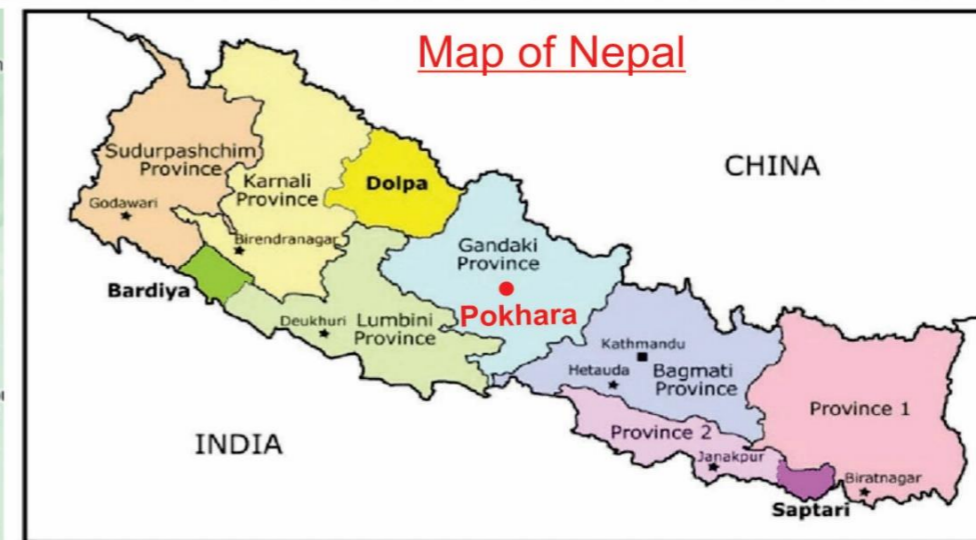 Map of Nepal
CHINA
Sudurpashchim
Province
Karnali
Province
Dolpa
Godawari
Birendranagar
Gandaki
Province
Bardiya
Pokhara
Deukhuri
Lumbini
Province
Kathmandu
Hetauda
Bagmati
Province
Province 1
INDIA
Province 2
Janakpur
Biratnagar
Saptari